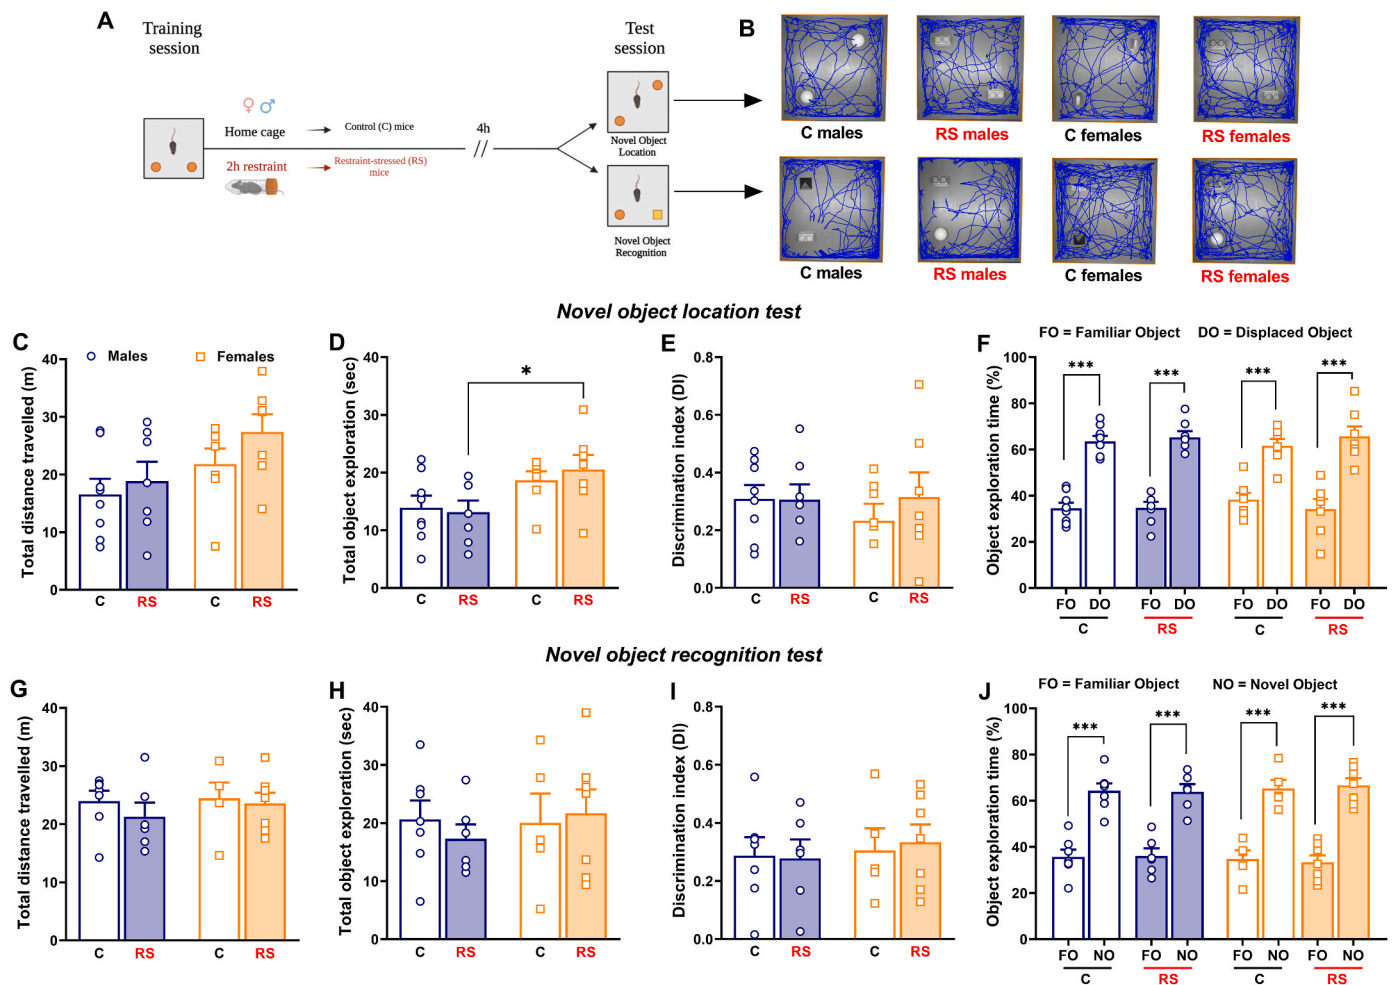 A
Training
session
Home cage
Control (C) mice
2h restraint
Restraint-stressed (RS)
mice
4h
Test
session
Novel Object
Location
Novel Object
Recognition
B
C males
RS males
C females
RS females
C males
RS males
C females
RS females
Novel object location test
C
Males
Females
Total distance travelled (m)
40
30
20
10
0
C
RS
C
RS
D
Total object exploration (sec)
40
30
20
10
0
*
C
RS
C
RS
E
Discrimination index (DI)
0.8
0.6
0.4
0.2
0.0
C
RS
C
RS
F
FO = Familiar Object
DO = Displaced Object
Object exploration time (%)
100
80
60
40
20
0
***
***
***
***
FO
DO
FO
DO
FO
DO
FO
DO
C
RS
C
RS
Novel object recognition test
G
Total distance travelled (m)
40
30
20
10
0
C
RS
C
RS
H
Total object exploration (sec)
40
30
20
10
0
C
RS
C
RS
I
Discrimination index (DI)
0.8
0.6
0.4
0.2
0.0
C
RS
C
RS
J
FO = Familiar Object
NO = Novel Object
Object exploration time (%)
100
80
60
40
20
0
***
***
***
***
FO
NO
FO
NO
FO
NO
FO
NO
C
RS
C
RS